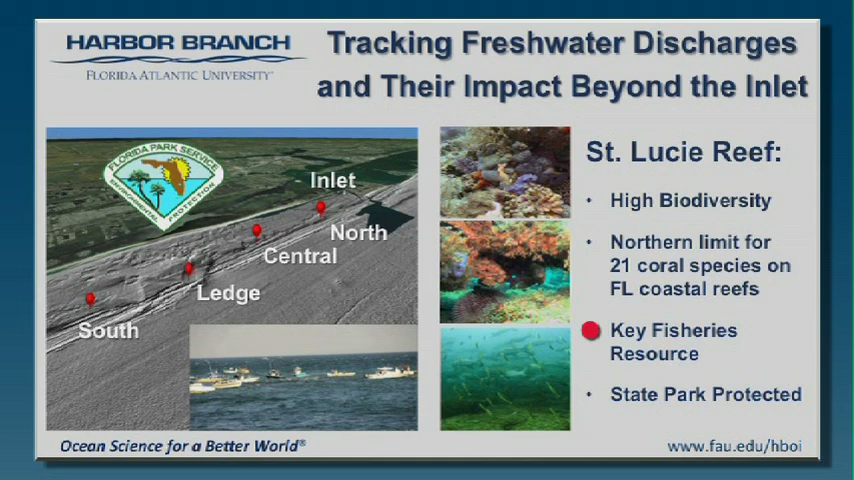 HARBOR BRANCH
FLORIDA ATLANTIC UNIVERSITY
Tracking Freshwater Discharges
and Their Impact Beyond the Inlet
FLORIDA PARK SERVICE
ENVIRONMENTAL PROTECTION
Inlet
North
Central
Ledge
South
St. Lucie Reef:
• High Biodiversity
• Northern limit for
21 coral species on
FL coastal reefs
Key Fisheries
Resource
• State Park Protected
Ocean Science for a Better World®
www.fau.edu/hboi